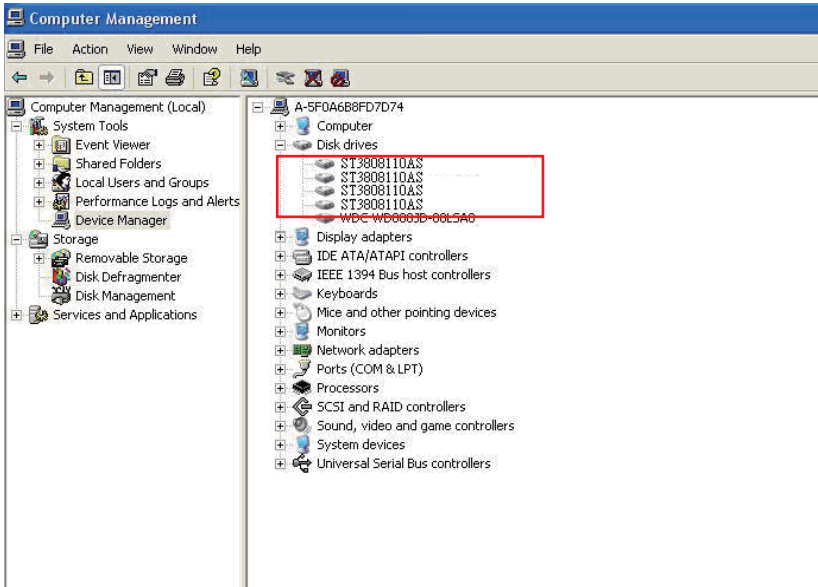 Computer Management
File Action View Window Help
Computer Management (Local)
System Tools
Event Viewer
Shared Folders
Local Users and Groups
Performance Logs and Alerts
Device Manager
Storage
Removable Storage
Disk Defragmenter
Disk Management
Services and Applications
A-5F0A6B8FD7D74
Computer
Disk drives
ST3808110AS
ST3808110AS
ST3808110AS
ST3808110AS
WDC
Display adapters
IDE ATA/ATAPI controllers
IEEE 1394 Bus host controllers
Keyboards
Mice and other pointing devices
Monitors
Network adapters
Ports (COM & LPT)
Processors
SCSI and RAID controllers
Sound, video and game controllers
System devices
Universal Serial Bus controllers